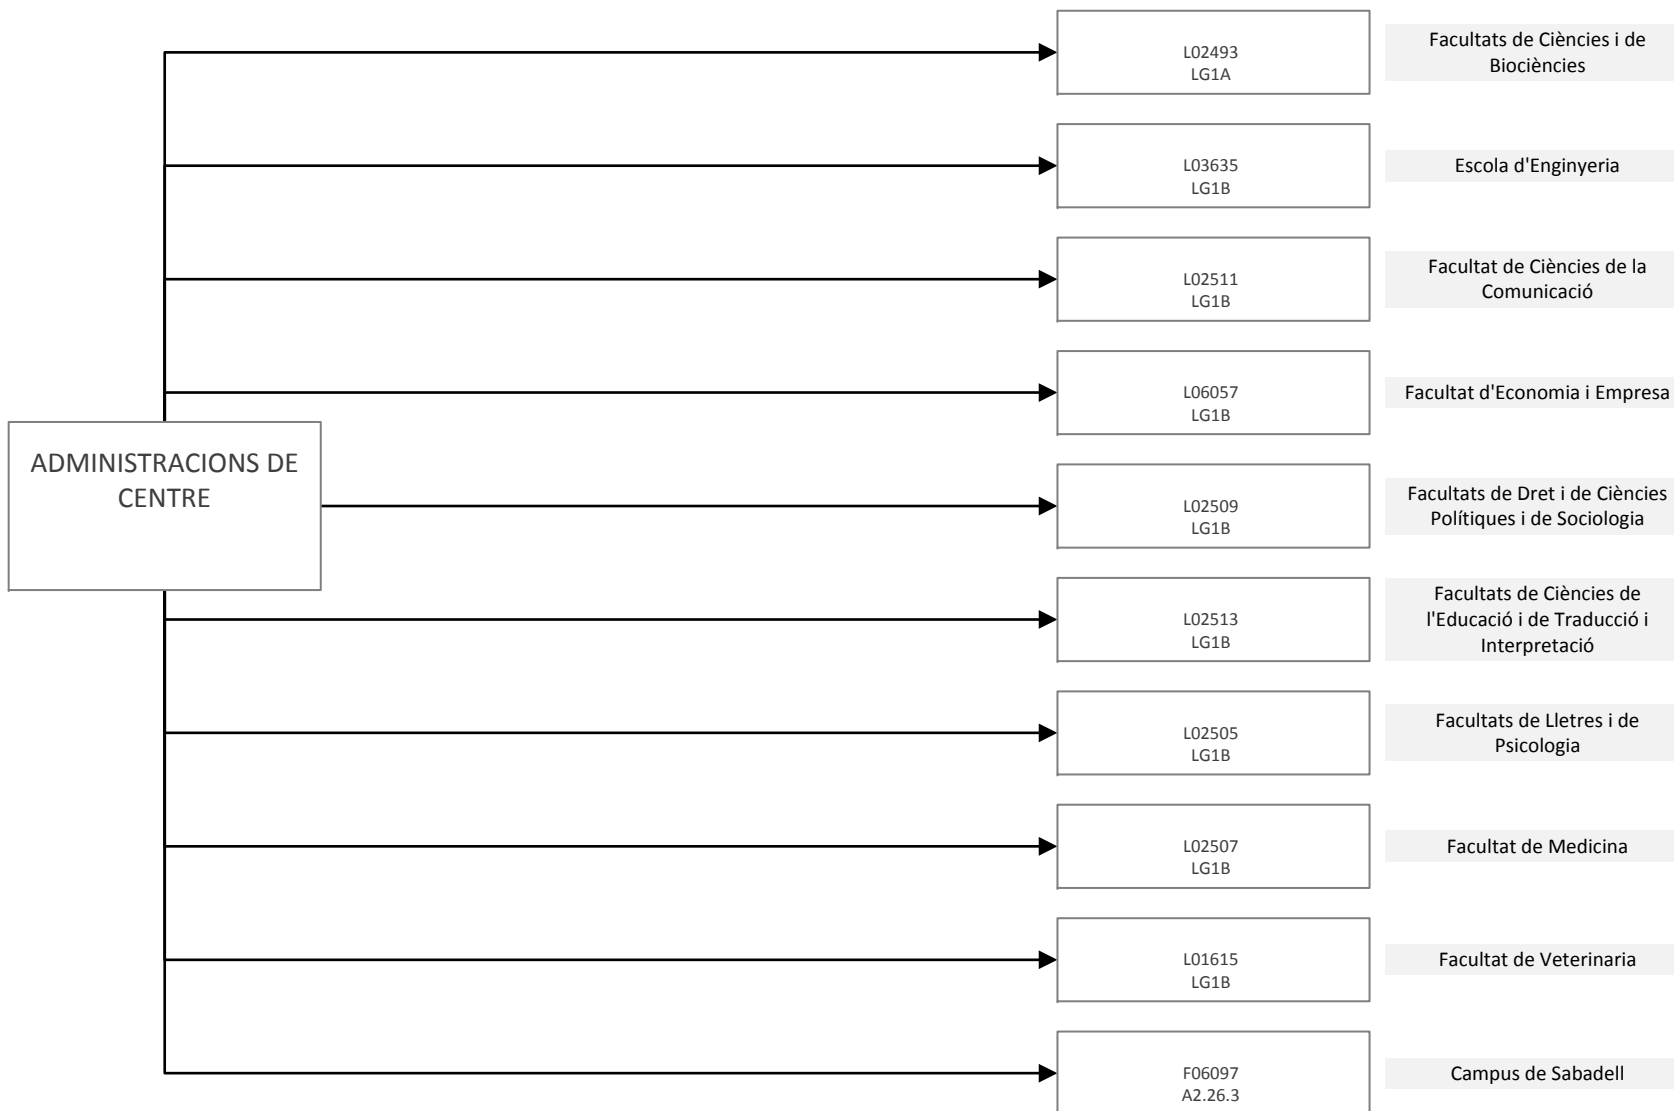 L02493
LG1A
Facultats de Ciències i de
Biociències
L03635
LG1B
Escola d'Enginyeria
L02511
LG1B
Facultat de Ciències de la
Comunicació
L06057
LG1B
Facultat d'Economia i Empresa
ADMINISTRACIONS DE
CENTRE
L02509
LG1B
Facultats de Dret i de Ciències
Polítiques i de Sociologia
L02513
LG1B
Facultats de Ciències de
l'Educació i de Traducció i
Interpretació
L02505
LG1B
Facultats de Lletres i de
Psicologia
L02507
LG1B
Facultat de Medicina
L01615
LG1B
Facultat de Veterinaria
F06097
A2.26.3
Campus de Sabadell